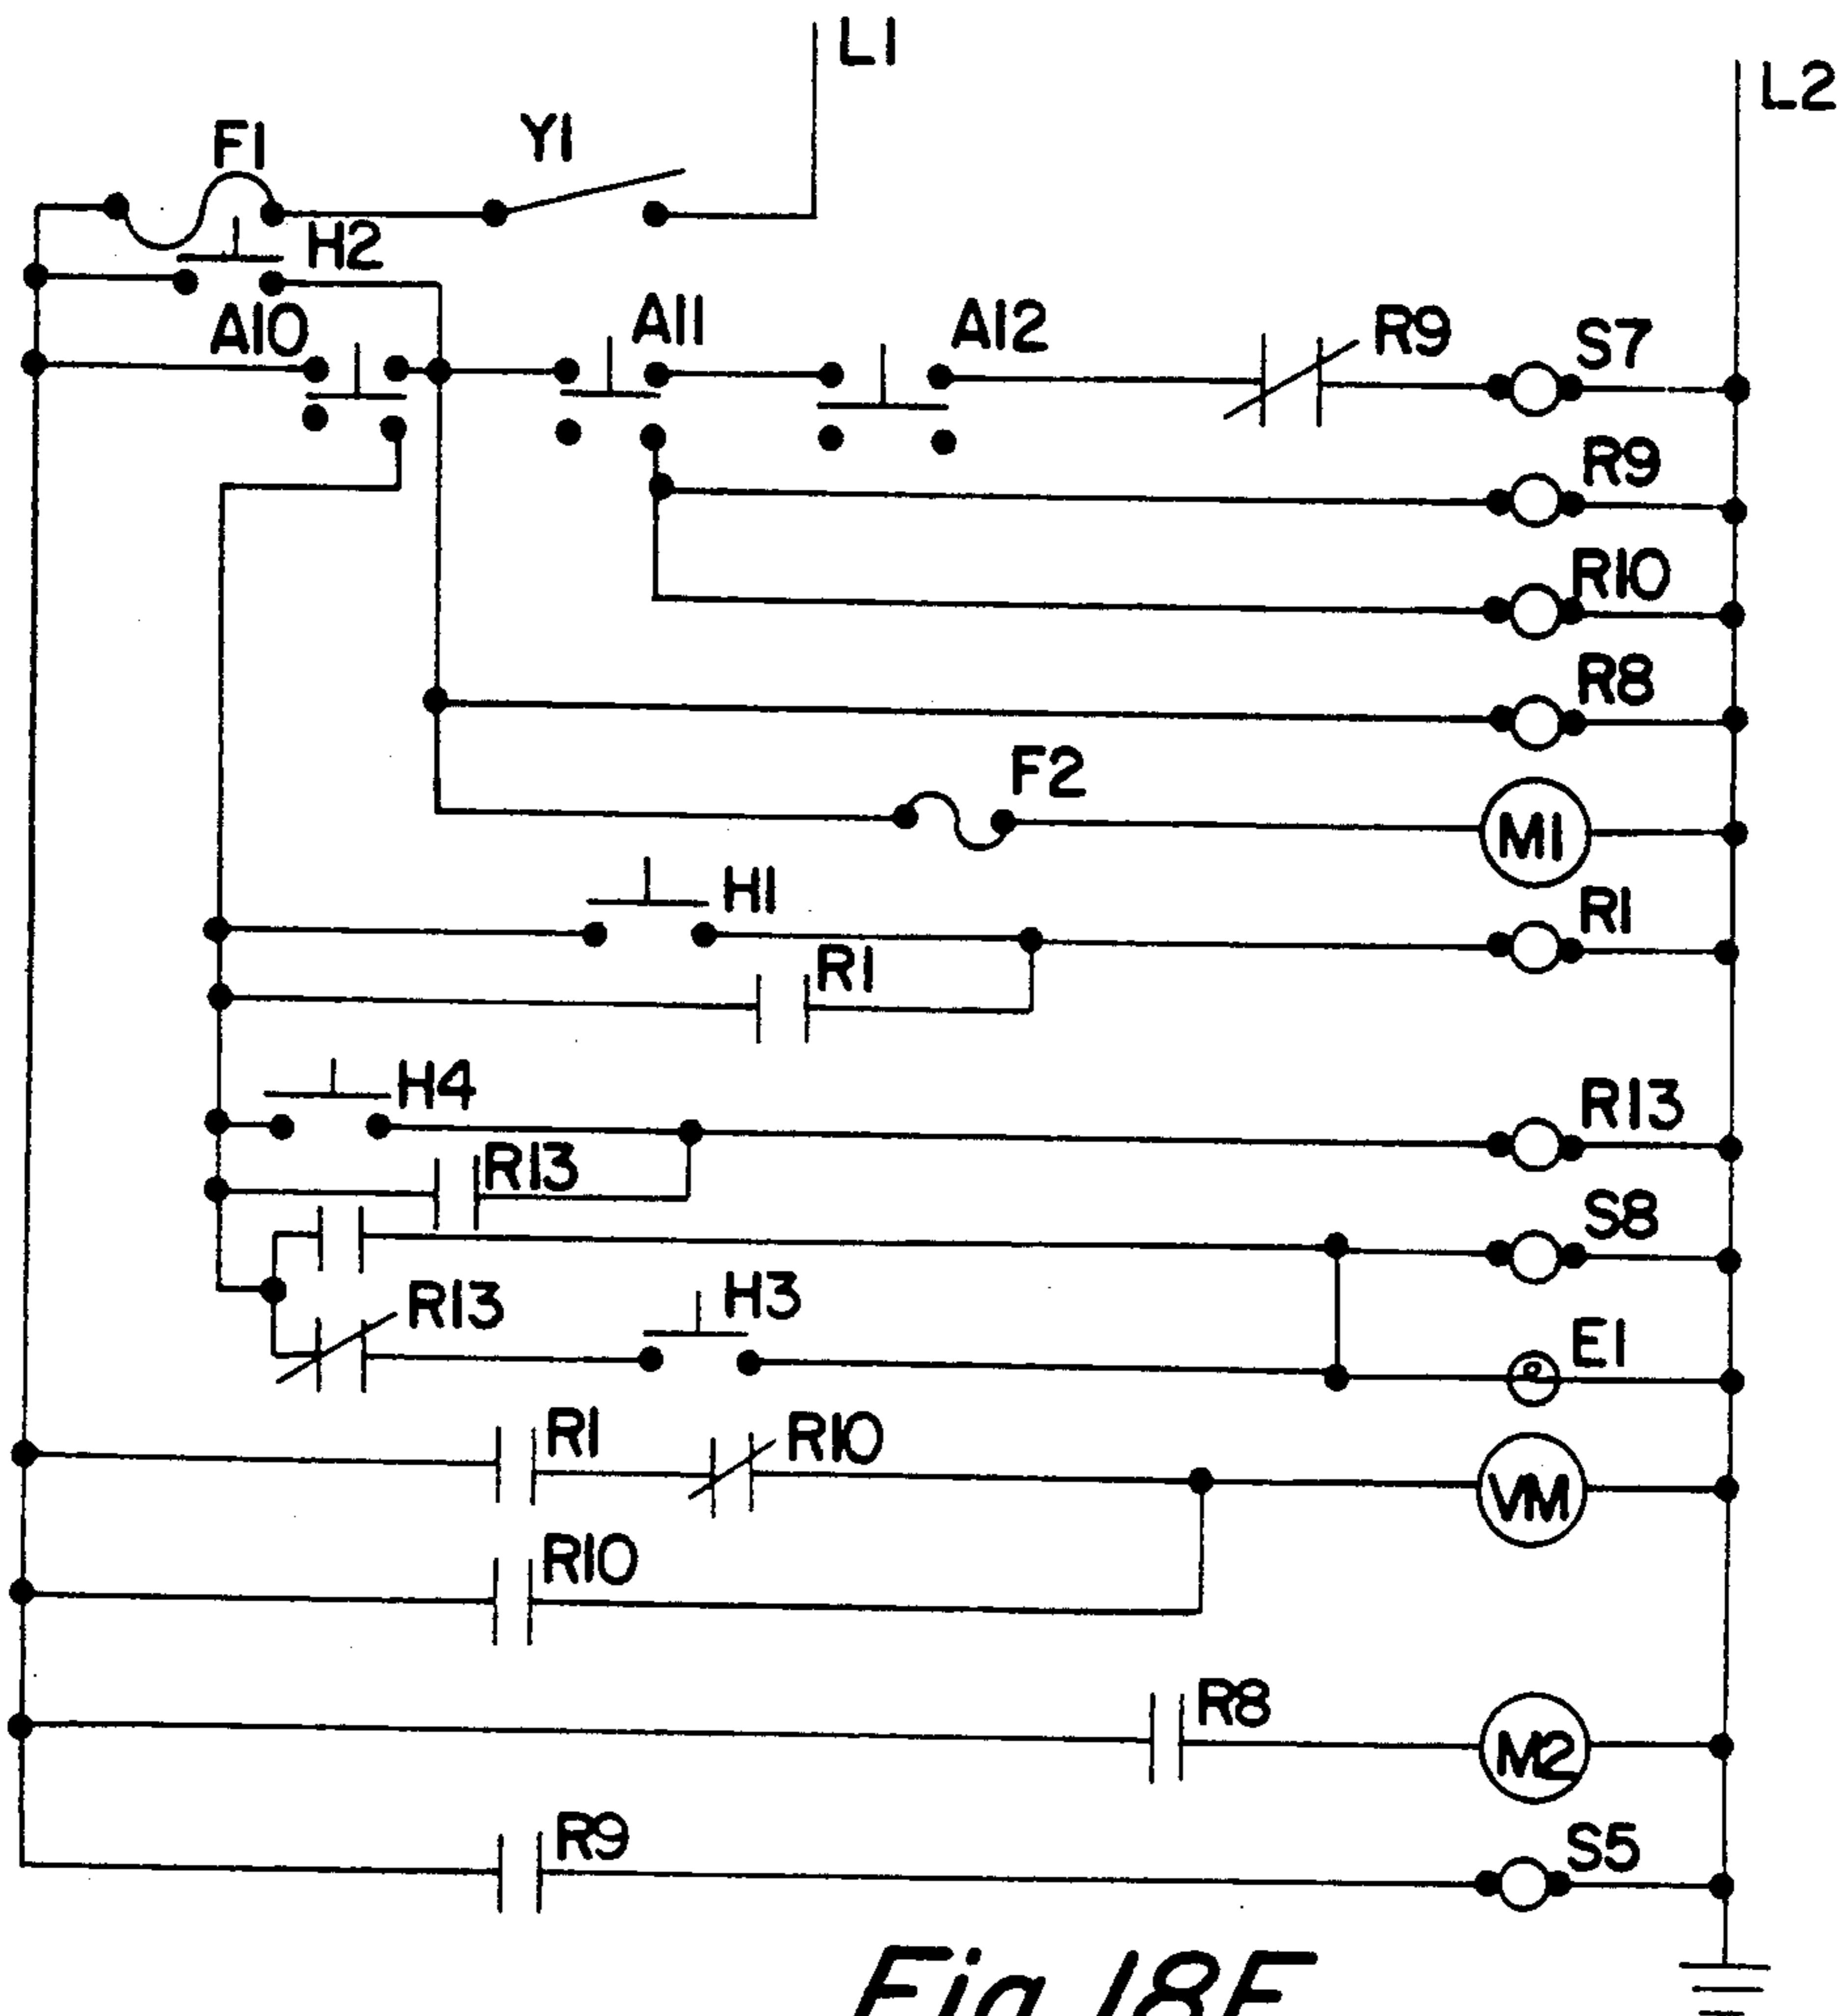 L1
L2
F1
Y1
H2
A10
A11
A12
R9
S7
R9
R10
R8
F2
M1
H1
R1
R1
H4
R13
R13
S8
R13
H3
E1
R1
R10
VM
R10
R8
M2
R9
S5
Fig. 18F